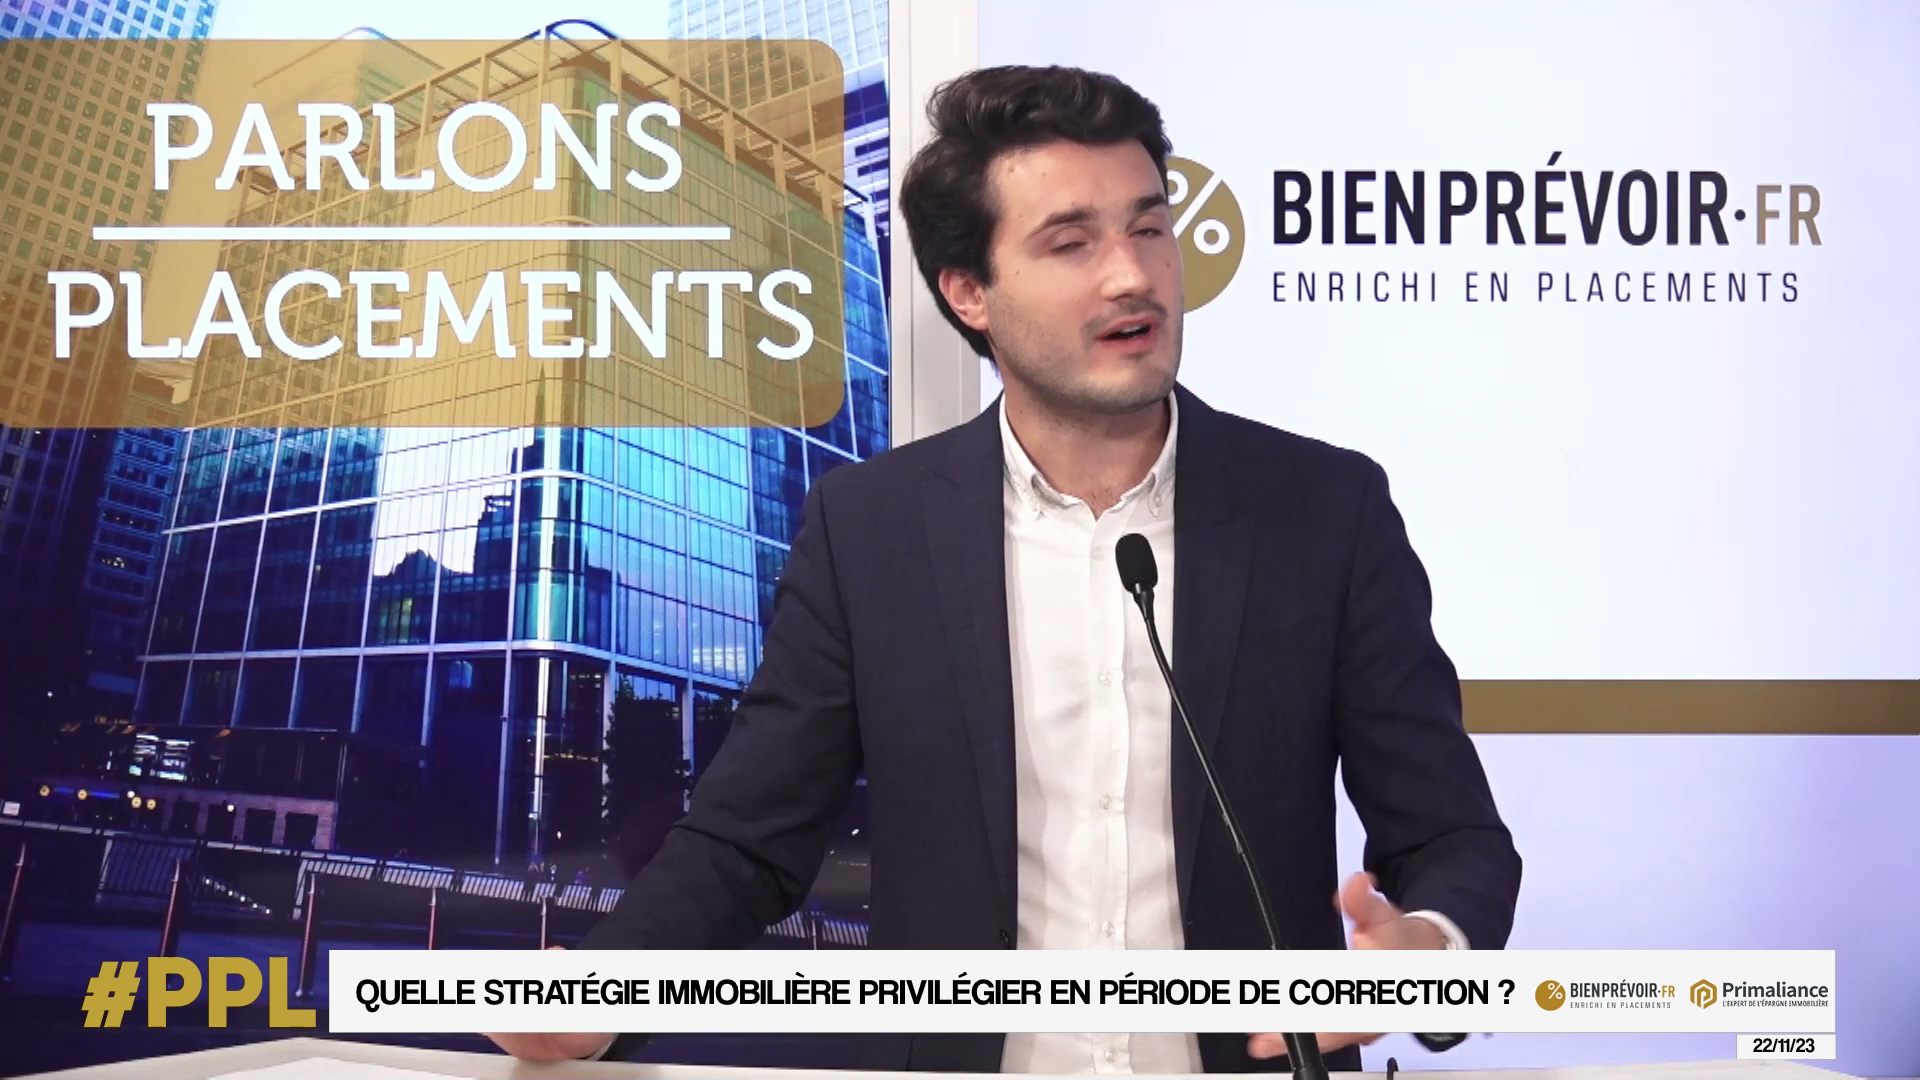 PARLONS
PLACEMENTS
%
BIENPRÉVOIR·FR
ENRICHI EN PLACEMENTS
#PPL
QUELLE STRATÉGIE IMMOBILIÈRE PRIVILÉGIER EN PÉRIODE DE CORRECTION ?
%
BIENPRÉVOIR·FR
ENRICHI EN PLACEMENTS
Primaliance
L'EXPERT DE L'ÉPARGNE IMMOBILIÈRE
22/11/23